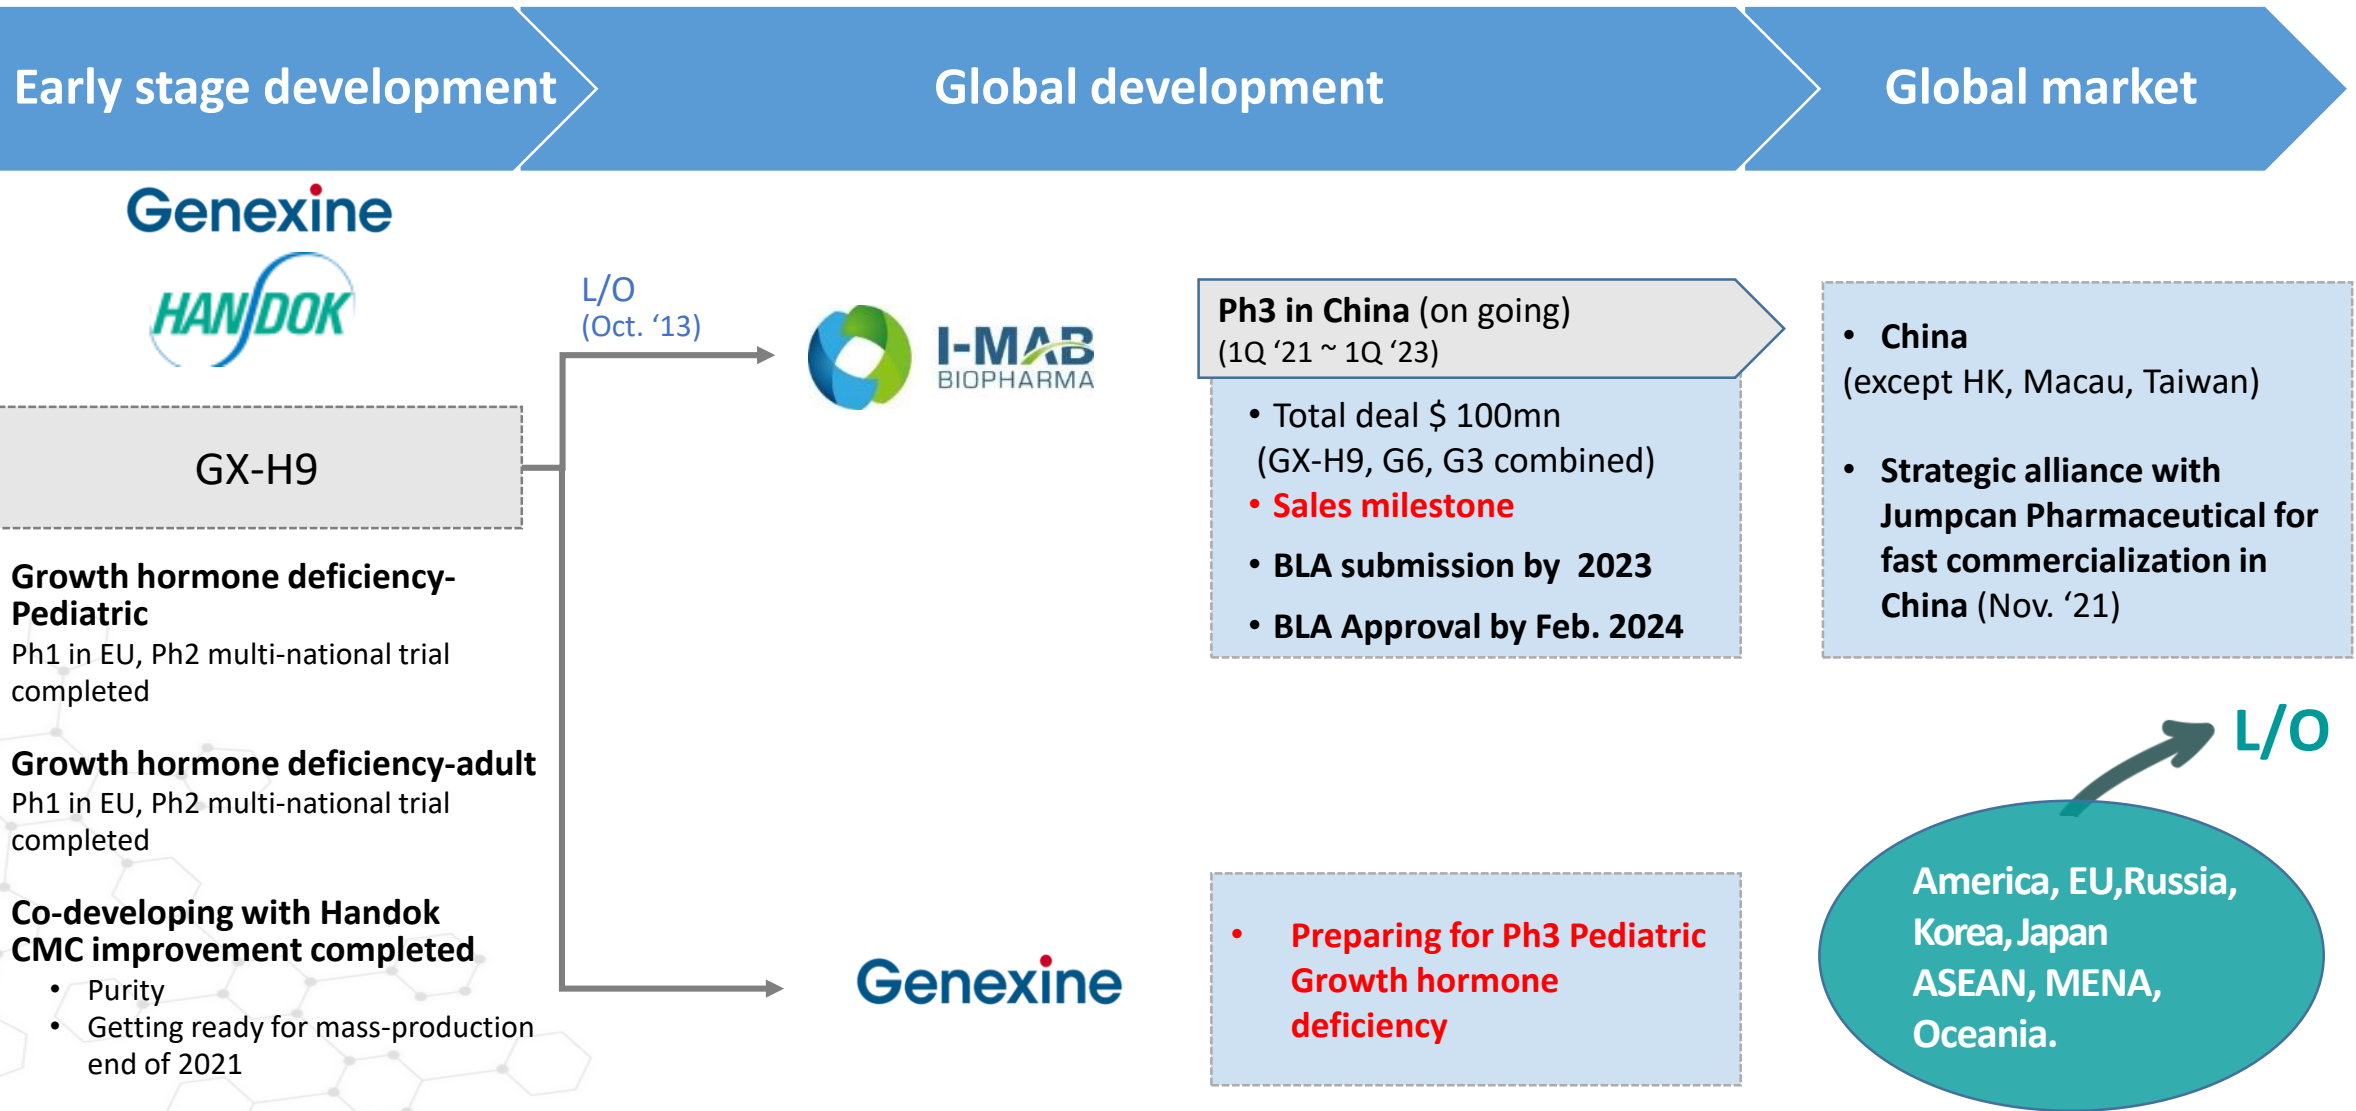 Early stage development
Global development
Global market
Genexine
HANDOK
GX-H9
Growth hormone deficiency-
Pediatric
Ph1 in EU, Ph2 multi-national trial
completed
Growth hormone deficiency-adult
Ph1 in EU, Ph2 multi-national trial
completed
Co-developing with Handok
CMC improvement completed
• Purity
• Getting ready for mass-production
end of 2021
L/O
(Oct. ‘13)
I-MAB
BIOPHARMA
Ph3 in China (on going)
(1Q ‘21 ~ 1Q ‘23)
• Total deal $ 100mn
(GX-H9, G6, G3 combined)
• Sales milestone
• BLA submission by 2023
• BLA Approval by Feb. 2024
• China
(except HK, Macau, Taiwan)
• Strategic alliance with
Jumpcan Pharmaceutical for
fast commercialization in
China (Nov. ‘21)
Genexine
• Preparing for Ph3 Pediatric
Growth hormone
deficiency
L/O
America, EU,Russia,
Korea, Japan
ASEAN, MENA,
Oceania.